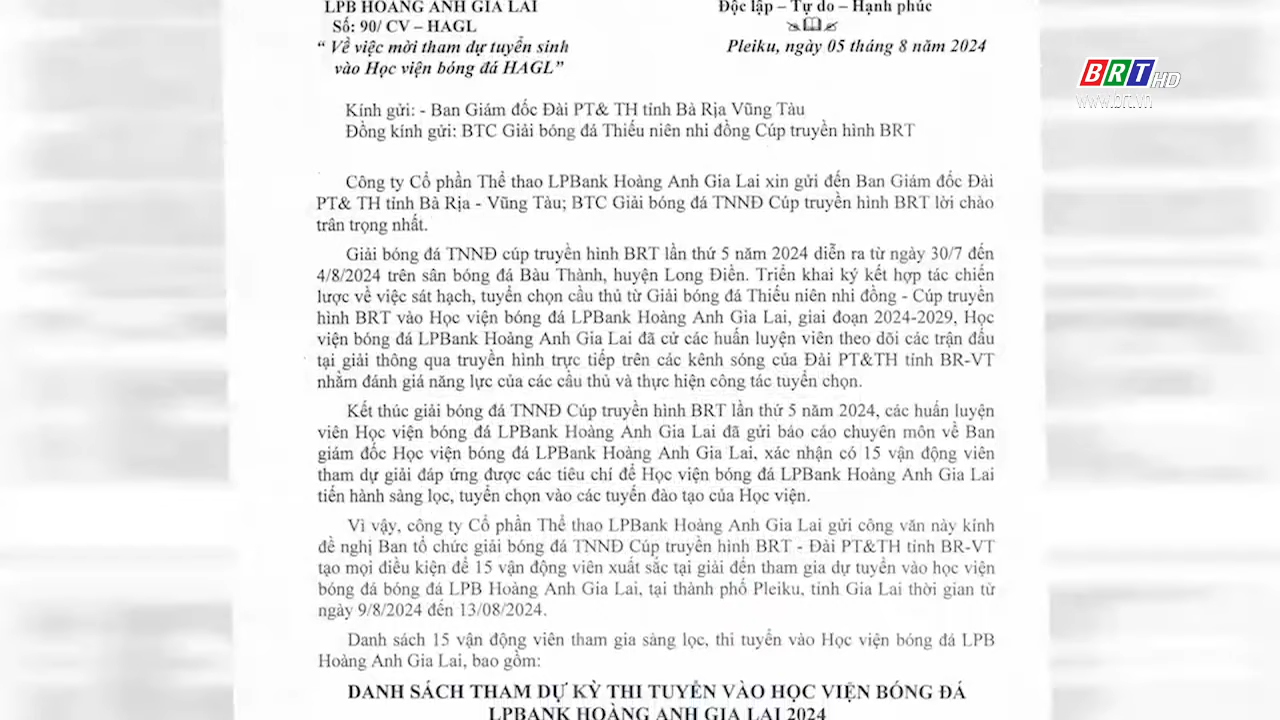 LPB HOÀNG ANH GIA LAI
Số: 90/ CV – HAGL
“ Về việc mời tham dự tuyển sinh
vào Học viện bóng đá HAGL”
Độc lập – Tự do – Hạnh phúc
Pleiku, ngày 05 tháng 8 năm 2024
BRT HD
www.brt.vn
Kính gửi: - Ban Giám đốc Đài PT& TH tỉnh Bà Rịa Vũng Tàu
Đồng kính gửi: BTC Giải bóng đá Thiếu niên nhi đồng Cúp truyền hình BRT
Công ty Cổ phần Thể thao LPBank Hoàng Anh Gia Lai xin gửi đến Ban Giám đốc Đài
PT& TH tỉnh Bà Rịa - Vũng Tàu; BTC Giải bóng đá TNNĐ Cúp truyền hình BRT lời chào
trân trọng nhất.
Giải bóng đá TNNĐ cúp truyền hình BRT lần thứ 5 năm 2024 diễn ra từ ngày 30/7 đến
4/8/2024 trên sân bóng đá Bàu Thành, huyện Long Điền. Triển khai ký kết hợp tác chiến
lược về việc sát hạch, tuyển chọn cầu thủ từ Giải bóng đá Thiếu niên nhi đồng - Cúp truyền
hình BRT vào Học viện bóng đá LPBank Hoàng Anh Gia Lai, giai đoạn 2024-2029, Học
viện bóng đá LPBank Hoàng Anh Gia Lai đã cử các huấn luyện viên theo dõi các trận đấu
tại giải thông qua truyền hình trực tiếp trên các kênh sóng của Đài PT&TH tỉnh BR-VT
nhằm đánh giá năng lực của các cầu thủ và thực hiện công tác tuyển chọn.
Kết thúc giải bóng đá TNNĐ Cúp truyền hình BRT lần thứ 5 năm 2024, các huấn luyện
viên Học viện bóng đá LPBank Hoàng Anh Gia Lai đã gửi báo cáo chuyên môn về Ban
giám đốc Học viện bóng đá LPBank Hoàng Anh Gia Lai, xác nhận có 15 vận động viên
tham dự giải đáp ứng được các tiêu chí để Học viện bóng đá LPBank Hoàng Anh Gia Lai
tiến hành sàng lọc, tuyển chọn vào các tuyến đào tạo của Học viện.
Vì vậy, công ty Cổ phần Thể thao LPBank Hoàng Anh Gia Lai gửi công văn này kính
đề nghị Ban tổ chức giải bóng đá TNNĐ Cúp truyền hình BRT - Đài PT&TH tỉnh BR-VT
tạo mọi điều kiện để 15 vận động viên xuất sắc tại giải đến tham gia dự tuyển vào học viện
bóng đá bóng đá LPB Hoàng Anh Gia Lai, tại thành phố Pleiku, tỉnh Gia Lai thời gian từ
ngày 9/8/2024 đến 13/08/2024.
Danh sách 15 vận động viên tham gia sàng lọc, thi tuyển vào Học viện bóng đá LPB
Hoàng Anh Gia Lai, bao gồm:
DANH SÁCH THAM DỰ KỲ THI TUYỂN VÀO HỌC VIỆN BÓNG ĐÁ
LPBANK HOÀNG ANH GIA LAI 2024